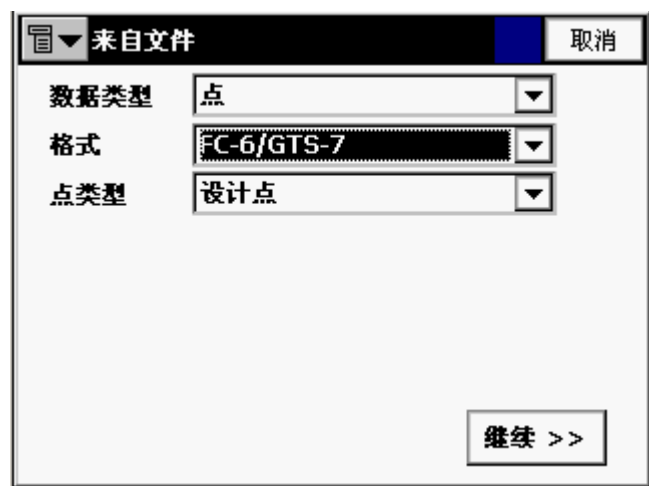 来自文件 取消
数据类型 点
格式 FC-6/GTS-7
点类型 设计点
继续 >>